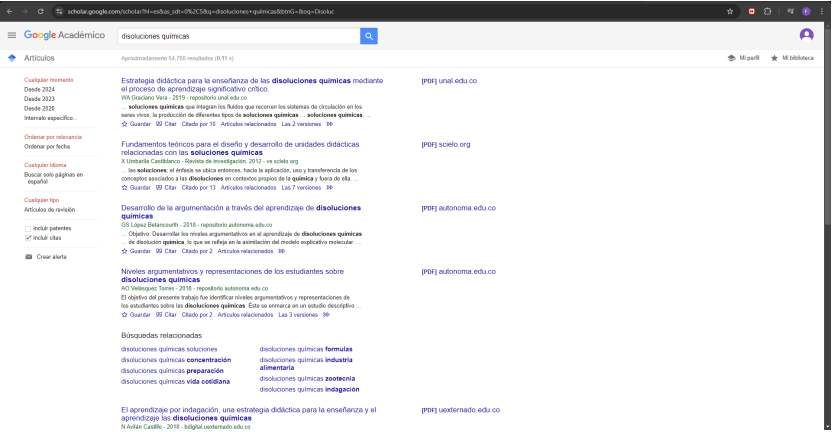 scholar.google.com/scholar?hl=es&as_sdt=0%2C5&q=disoluciones+quimicas&btnG=&oq=Disoluc
Google Académico
disoluciones químicas
Artículos
Aproximadamente 54,700 resultados (0.11 s)
Mi perfil
Mi biblioteca
Cualquier momento
Desde 2024
Desde 2023
Desde 2020
Intervalo específico...
Ordenar por relevancia
Ordenar por fecha
Cualquier idioma
Buscar solo páginas en
español
Cualquier tipo
Artículos de revisión
Incluir patentes
Incluir citas
Crear alerta
Estrategia didáctica para la enseñanza de las disoluciones químicas mediante
el proceso de aprendizaje significativo crítico.
WA Graciano Vera - 2019 - repositorio.unal.edu.co
... soluciones químicas que integran los fluidos que recorren los sistemas de circulación en los
seres vivos, la producción de diferentes tipos de soluciones químicas ... soluciones químicas, ...
Guardar Citar Citado por 10 Artículos relacionados Las 2 versiones
[PDF] unal.edu.co
Fundamentos teóricos para el diseño y desarrollo de unidades didácticas
relacionadas con las soluciones químicas
X Umbarila Castiblanco - Revista de investigación, 2012 - ve.scielo.org
... las soluciones; el énfasis se ubica entonces, hacia la aplicación, uso y transferencia de los
conceptos asociados a las disoluciones en contextos propios de la química y fuera de ella. ...
Guardar Citar Citado por 13 Artículos relacionados Las 7 versiones
[PDF] scielo.org
Desarrollo de la argumentación a través del aprendizaje de disoluciones
químicas
GS López Betancourth - 2018 - repositorio.autonoma.edu.co
... Objetivo: Desarrollar los niveles argumentativos en el aprendizaje de disoluciones químicas
... de disolución química, lo que se refleja en la asimilación del modelo explicativo molecular ...
Guardar Citar Citado por 2 Artículos relacionados
[PDF] autonoma.edu.co
Niveles argumentativos y representaciones de los estudiantes sobre
disoluciones químicas
AO Velásquez Torres - 2018 - repositorio.autonoma.edu.co
El objetivo del presente trabajo fue identificar niveles argumentativos y representaciones de
los estudiantes sobre las disoluciones químicas. Éste se enmarca en un estudio descriptivo ...
Guardar Citar Citado por 2 Artículos relacionados Las 3 versiones
[PDF] autonoma.edu.co
Búsquedas relacionadas
disoluciones químicas soluciones
disoluciones químicas concentración
disoluciones químicas preparación
disoluciones químicas vida cotidiana
disoluciones químicas formulas
disoluciones químicas industria
alimentaria
disoluciones químicas zootecnia
disoluciones químicas indagación
El aprendizaje por indagación, una estrategia didáctica para la enseñanza y el
aprendizaje las disoluciones químicas
N Avilán Castillo - 2018 - bdigital.uexternado.edu.co
[PDF] uexternado.edu.co